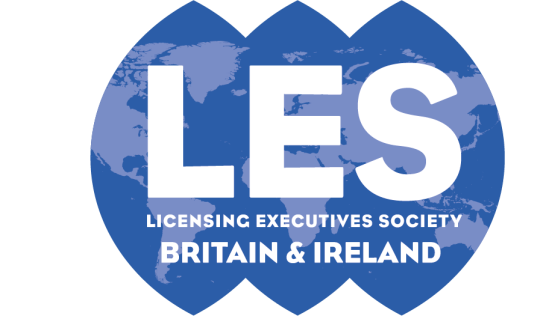 LES
LICENSING EXECUTIVES SOCIETY
BRITAIN & IRELAND